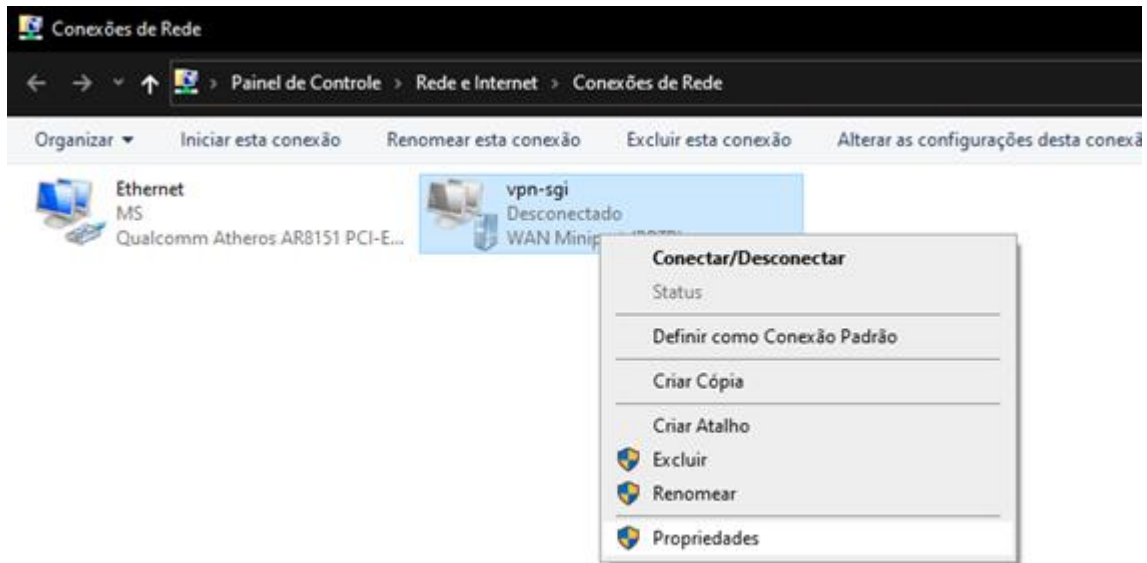 Conexões de Rede
Painel de Controle › Rede e Internet › Conexões de Rede
Organizar Iniciar esta conexão Renomear esta conexão Excluir esta conexão Alterar as configurações desta
Ethernet
MS
Qualcomm Atheros AR8151 PCI-E...
vpn-sgi
Desconectado
WAN
Conectar/Desconectar
Status
Definir como Conexão Padrão
Criar Cópia
Criar Atalho
Excluir
Renomear
Propriedades